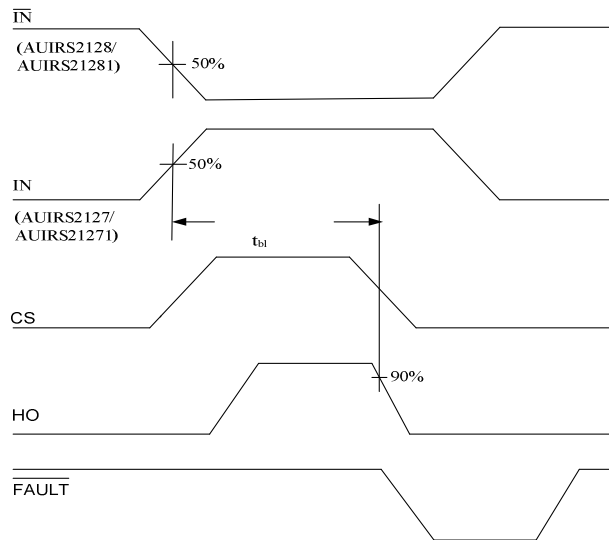 IN
(AUIRS2128/
AUIRS21281)
50%
50%
IN
(AUIRS2127/
AUIRS21271)
tbl
CS
90%
HO
FAULT